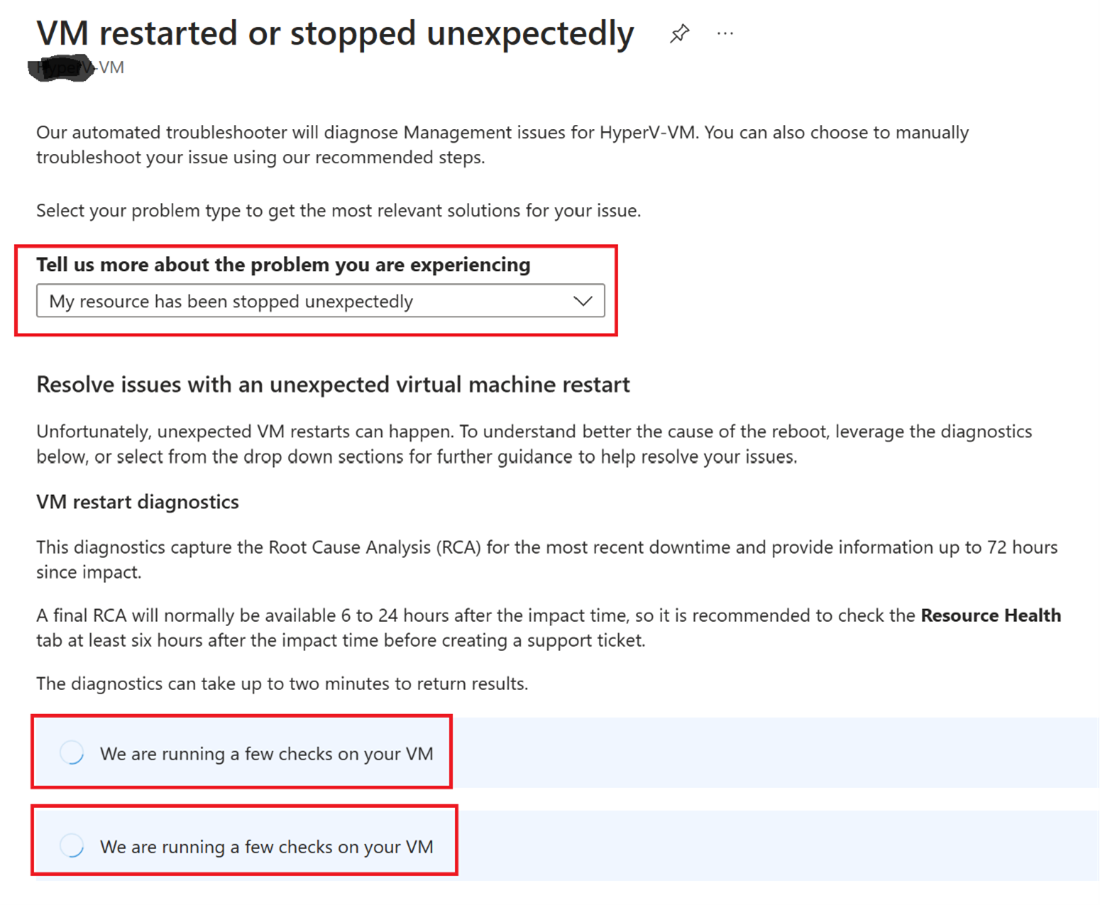 VM restarted or stopped unexpectedly
HyperV-VM
Our automated troubleshooter will diagnose Management issues for HyperV-VM. You can also choose to manually
troubleshoot your issue using our recommended steps.
Select your problem type to get the most relevant solutions for your issue.
Tell us more about the problem you are experiencing
My resource has been stopped unexpectedly
Resolve issues with an unexpected virtual machine restart
Unfortunately, unexpected VM restarts can happen. To understand better the cause of the reboot, leverage the diagnostics
below, or select from the drop down sections for further guidance to help resolve your issues.
VM restart diagnostics
This diagnostics capture the Root Cause Analysis (RCA) for the most recent downtime and provide information up to 72 hours
since impact.
A final RCA will normally be available 6 to 24 hours after the impact time, so it is recommended to check the Resource Health
tab at least six hours after the impact time before creating a support ticket.
The diagnostics can take up to two minutes to return results.
We are running a few checks on your VM
We are running a few checks on your VM